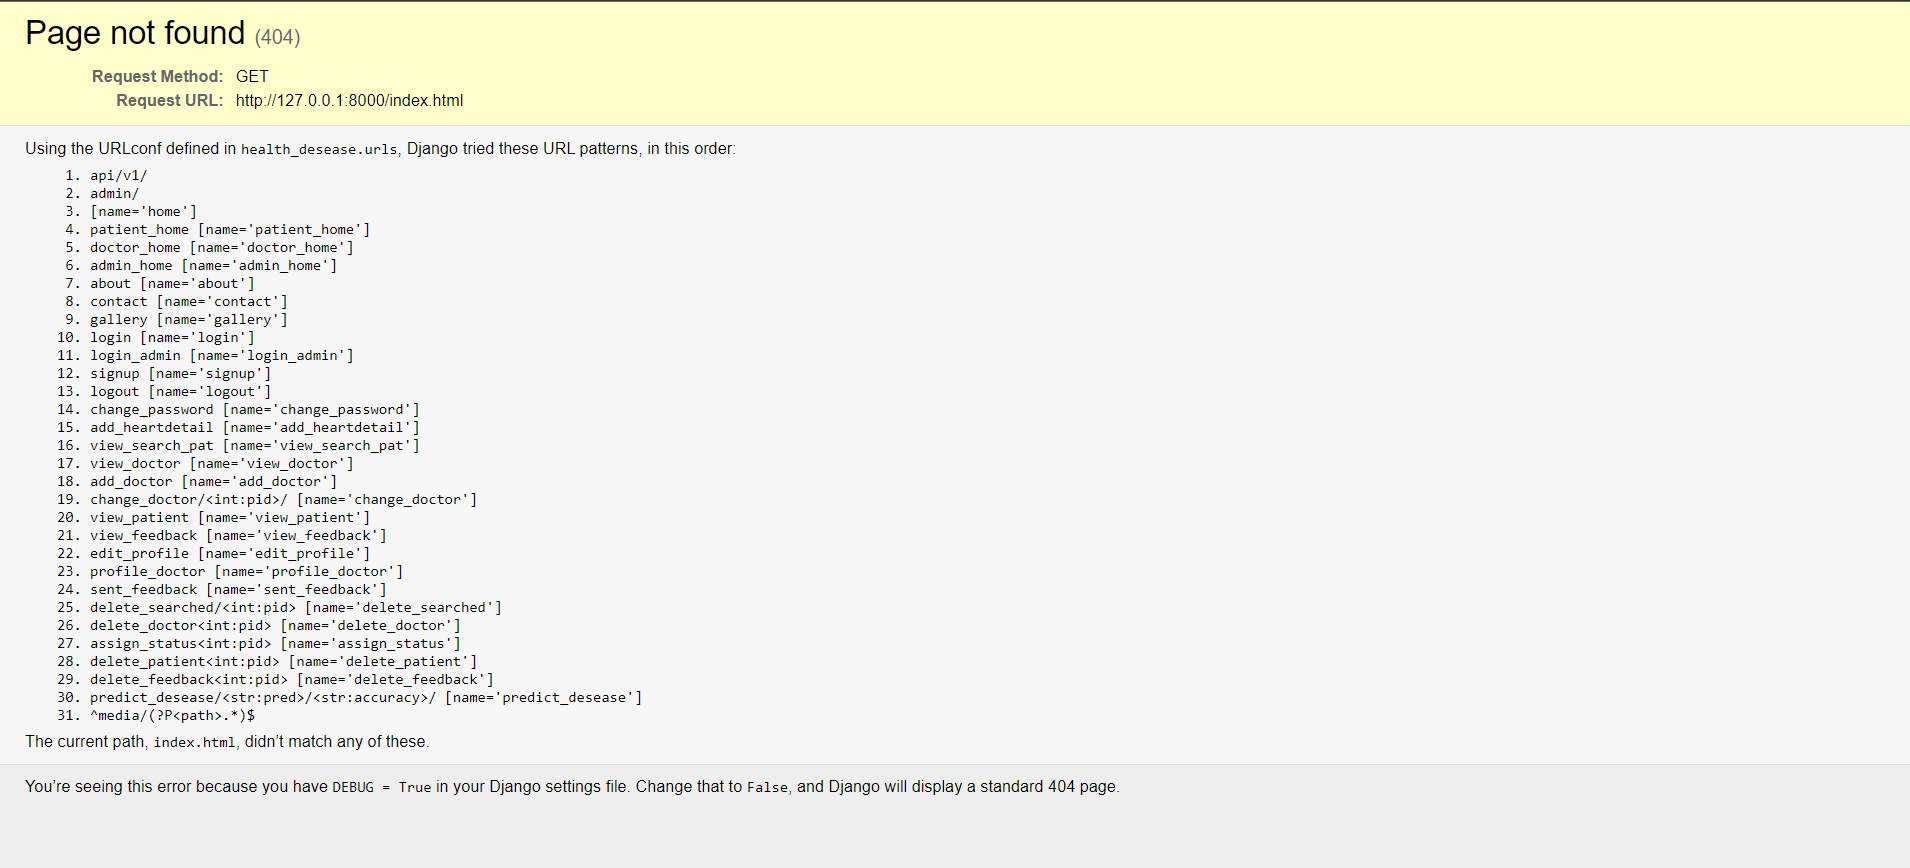 Page not found (404)
Request Method: GET
Request URL: http://127.0.0.1:8000/index.html
Using the URLconf defined in health_desease.urls, Django tried these URL patterns, in this order:
1. api/v1/
2. admin/
3. [name='home']
4. patient_home [name='patient_home']
5. doctor_home [name='doctor_home']
6. admin_home [name='admin_home']
7. about [name='about']
8. contact [name='contact']
9. gallery [name='gallery']
10. login [name='login']
11. login_admin [name='login_admin']
12. signup [name='signup']
13. logout [name='logout']
14. change_password [name='change_password']
15. add_heartdetail [name='add_heartdetail']
16. view_search_pat [name='view_search_pat']
17. view_doctor [name='view_doctor']
18. add_doctor [name='add_doctor']
19. change_doctor/<int:pid>/ [name='change_doctor']
20. view_patient [name='view_patient']
21. view_feedback [name='view_feedback']
22. edit_profile [name='edit_profile']
23. profile_doctor [name='profile_doctor']
24. sent_feedback [name='sent_feedback']
25. delete_searched/<int:pid> [name='delete_searched']
26. delete_doctor<int:pid> [name='delete_doctor']
27. assign_status<int:pid> [name='assign_status']
28. delete_patient<int:pid> [name='delete_patient']
29. delete_feedback<int:pid> [name='delete_feedback']
30. predict_desease/<str:pred>/<str:accuracy>/ [name='predict_desease']
31. ^media/(?P<path>.*)$
The current path, index.html, didn’t match any of these.
You’re seeing this error because you have DEBUG = True in your Django settings file. Change that to False, and Django will display a standard 404 page.